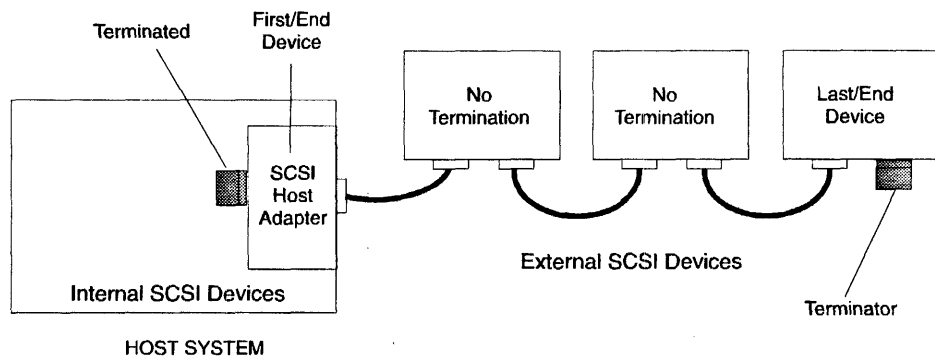 Terminated
First/End
Device
No
Termination
No
Termination
Last/End
Device
SCSI
Host
Adapter
External SCSI Devices
Internal SCSI Devices
Terminator
HOST SYSTEM